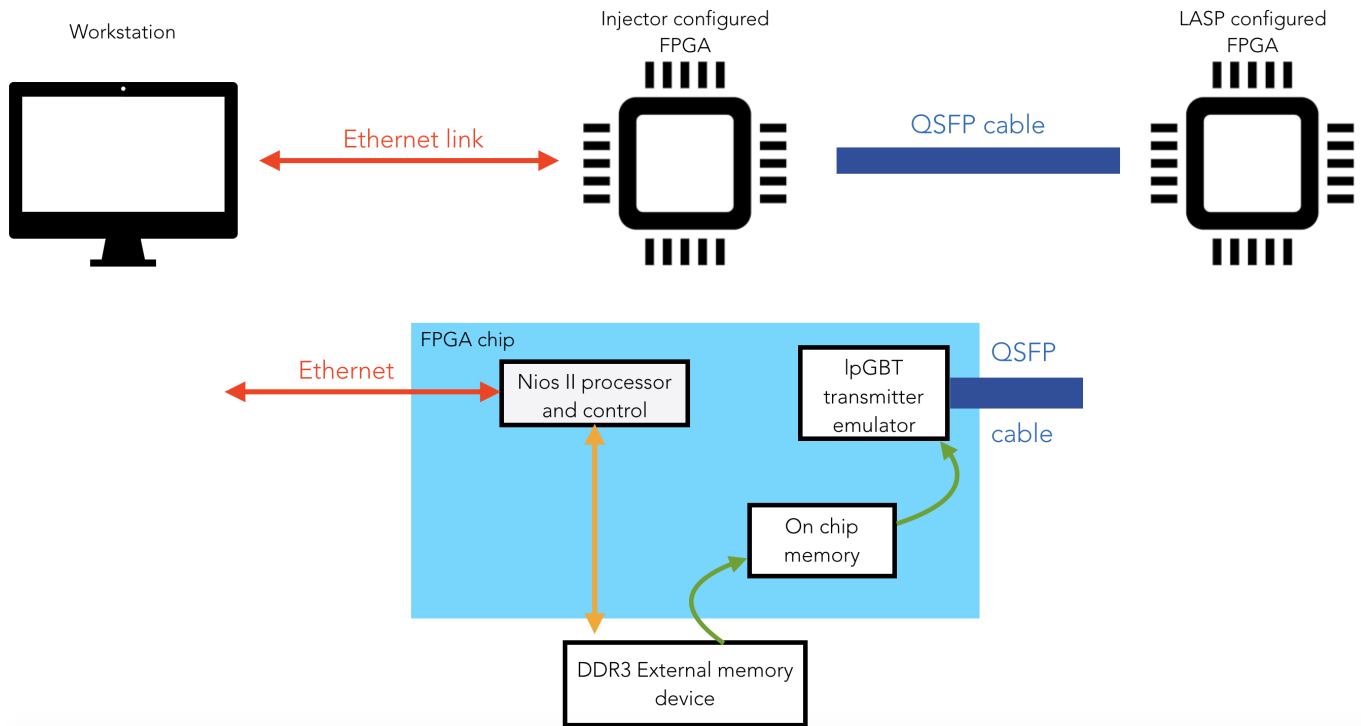 Workstation
Injector configured
FPGA
LASP configured
FPGA
Ethernet link
QSFP cable
FPGA chip
Ethernet
Nios II processor
and control
lpGBT
transmitter
emulator
QSFP
cable
On chip
memory
DDR3 External memory
device